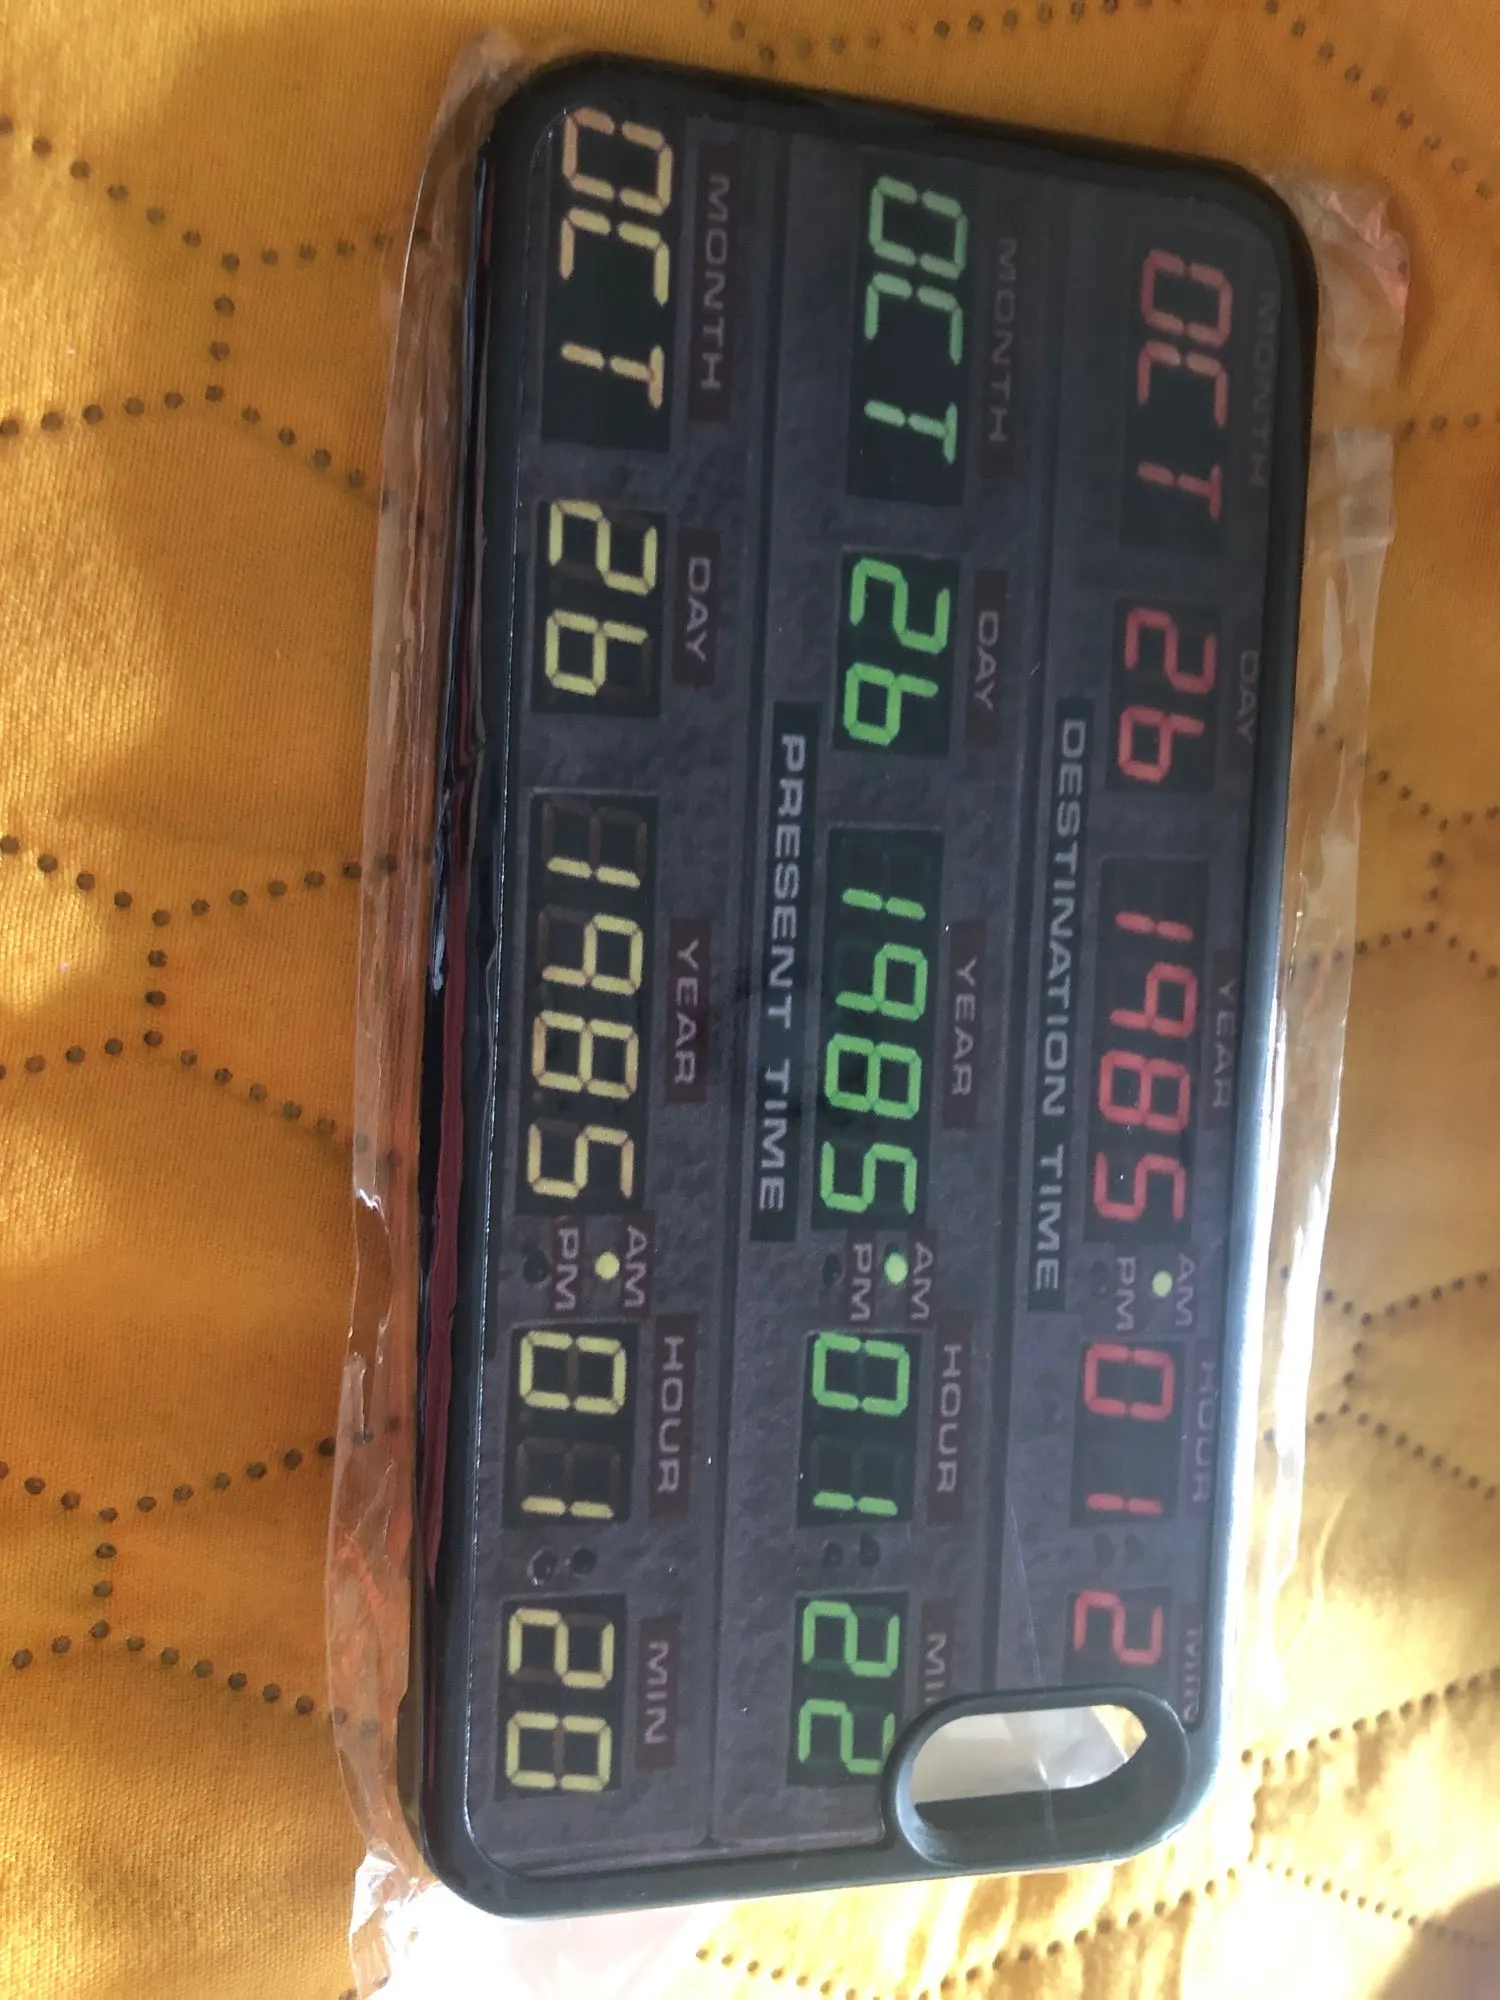 MONTH DAY YEAR HOUR
OCT 26 1985 AM PM 01 2
DESTINATION TIME
MONTH DAY YEAR HOUR
OCT 26 1985 AM PM 01 22
PRESENT TIME
MONTH DAY YEAR HOUR MIN
OCT 26 1985 AM PM 01 20